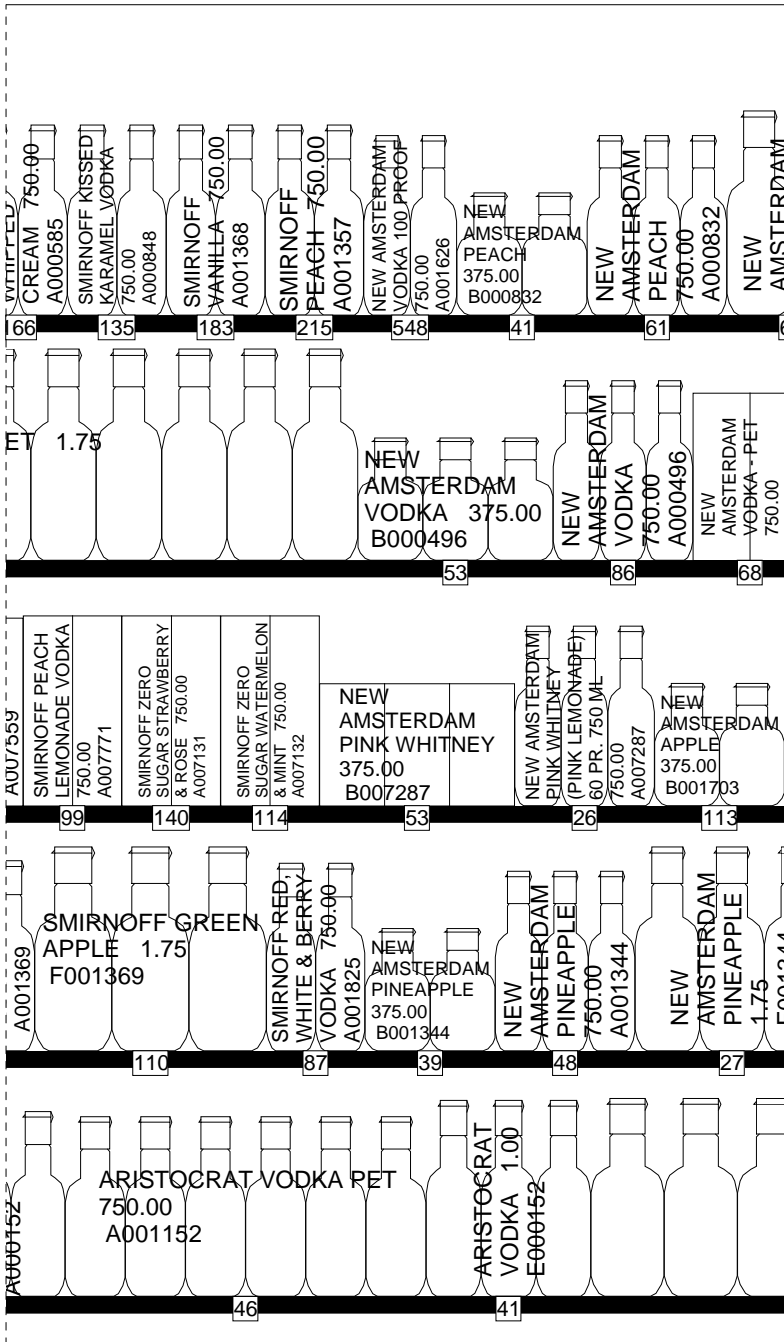 WHIPPED
CREAM 750.00
A000585
SMIRNOFF KISSED
KARAMEL VODKA
750.00
A000848
SMIRNOFF
VANILLA 750.00
A001368
SMIRNOFF
PEACH 750.00
A001357
NEW AMSTERDAM
VODKA 100 PROOF
750.00
A001626
NEW
AMSTERDAM
PEACH
375.00
B000832
NEW
AMSTERDAM
PEACH
750.00
A000832
NEW
AMSTERDAM
166
135
183
215
548
41
61
6
ET 1.75
NEW
AMSTERDAM
VODKA 375.00
B000496
NEW
AMSTERDAM
VODKA
750.00
A000496
NEW
AMSTERDAM
VODKA - PET
750.00
53
86
68
A007559
SMIRNOFF PEACH
LEMONADE VODKA
750.00
A007771
SMIRNOFF ZERO
SUGAR STRAWBERRY
& ROSE 750.00
A007131
SMIRNOFF ZERO
SUGAR WATERMELON
& MINT 750.00
A007132
NEW
AMSTERDAM
PINK WHITNEY
375.00
B007287
NEW AMSTERDAM
PINK WHITNEY
(PINK LEMONADE)
60 PR. 750 ML
750.00
A007287
NEW
AMSTERDAM
APPLE
375.00
B001703
99
140
114
53
26
113
A001369
SMIRNOFF GREEN
APPLE 1.75
F001369
SMIRNOFF RED,
WHITE & BERRY
VODKA 750.00
A001825
NEW
AMSTERDAM
PINEAPPLE
375.00
B001344
NEW
AMSTERDAM
PINEAPPLE
750.00
A001344
NEW
AMSTERDAM
PINEAPPLE
1.75
F001344
110
87
39
48
27
A000152
ARISTOCRAT VODKA PET
750.00
A001152
ARISTOCRAT
VODKA 1.00
E000152
46
41